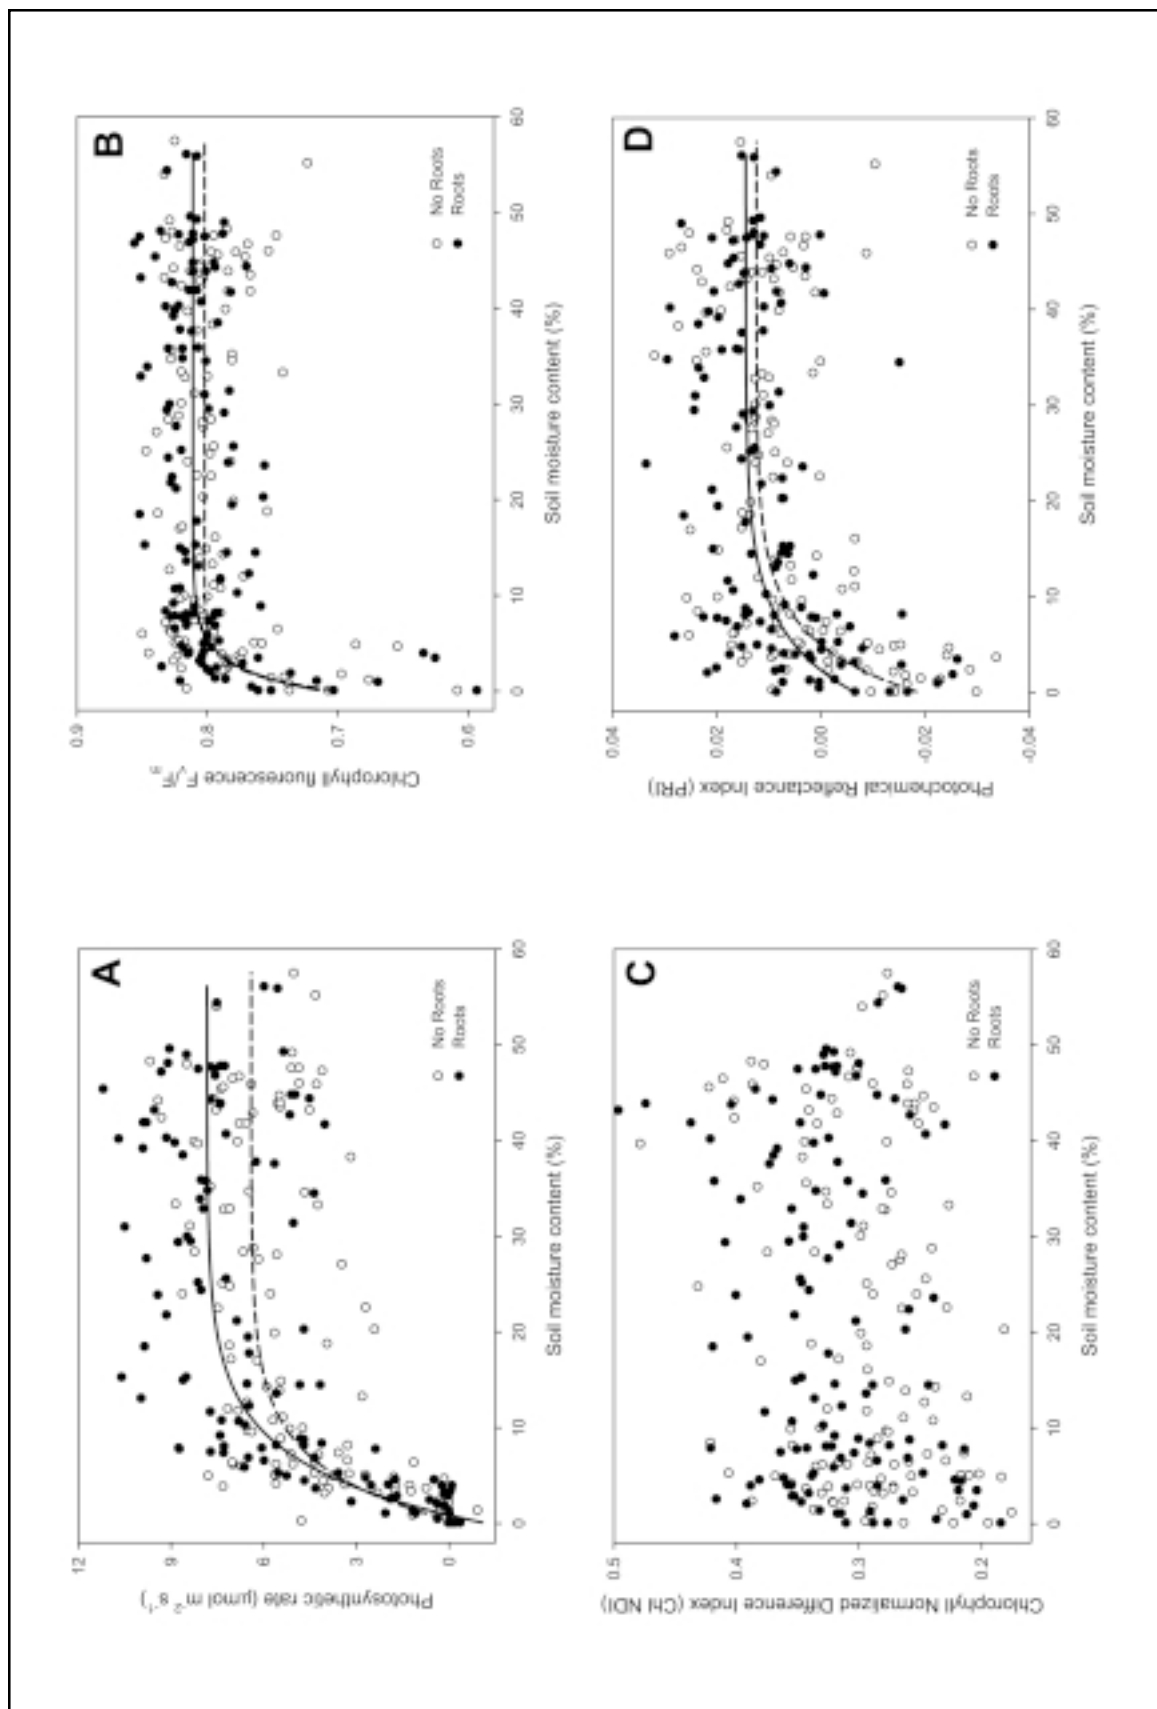 A
12
9
6
3
0
Photosynthetic rate (µmol m⁻² s⁻¹)
0
10
20
30
40
50
60
Soil moisture content (%)
No Roots
Roots
B
0.9
0.8
0.7
0.6
Chlorophyll fluorescence Fv/Fm
0
10
20
30
40
50
60
Soil moisture content (%)
No Roots
Roots
C
0.5
0.4
0.3
0.2
Chlorophyll Normalized Difference Index (Chl NDI)
0
10
20
30
40
50
60
Soil moisture content (%)
No Roots
Roots
D
0.04
0.02
0.00
-0.02
-0.04
Photochemical Reflectance Index (PRI)
0
10
20
30
40
50
60
Soil moisture content (%)
No Roots
Roots